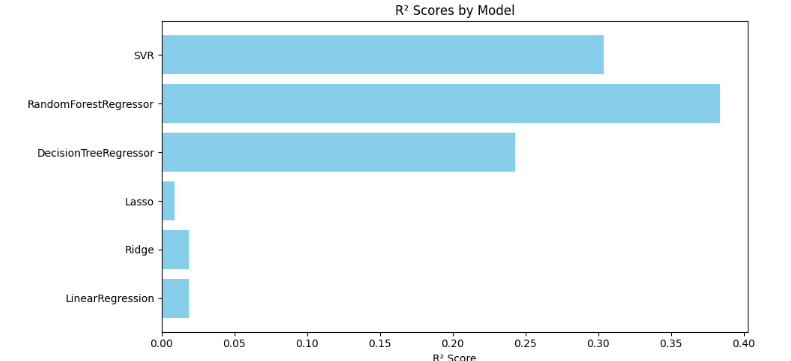 R² Scores by Model
SVR
RandomForestRegressor
DecisionTreeRegressor
Lasso
Ridge
LinearRegression
0.00 0.05 0.10 0.15 0.20 0.25 0.30 0.35 0.40
R² Score